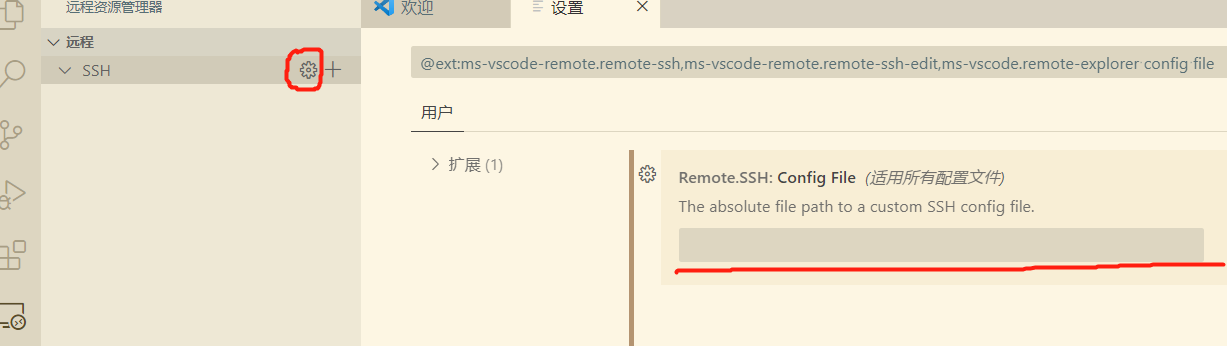 远程资源管理器
欢迎
设置
远程
SSH
@ext:ms-vscode-remote.remote-ssh,ms-vscode-remote.remote-ssh-edit,ms-vscode.remote-explorer config file
用户
扩展 (1)
Remote.SSH: Config File (适用所有配置文件)
The absolute file path to a custom SSH config file.